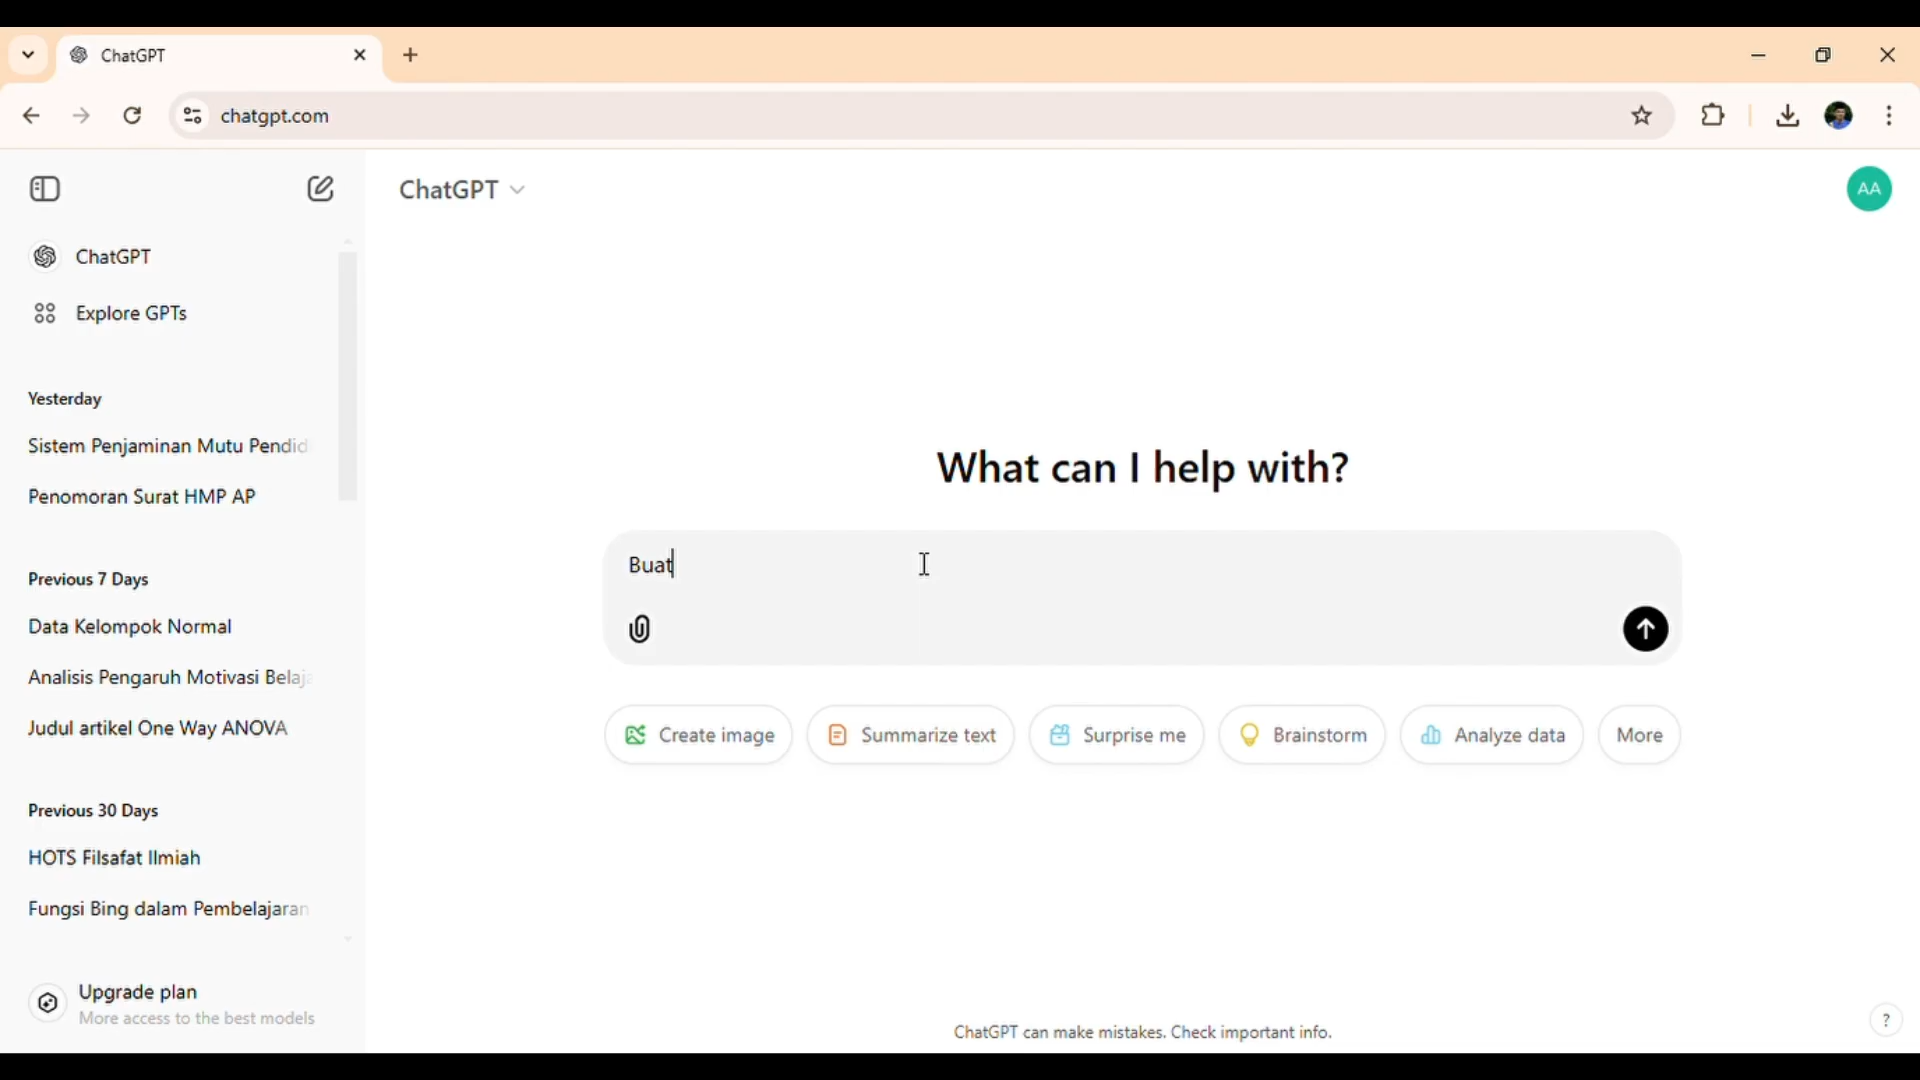 ChatGPT
chatgpt.com
ChatGPT
AA
ChatGPT
Explore GPTs
Yesterday
Sistem Penjaminan Mutu Pendid
Penomoran Surat HMP AP
Previous 7 Days
Data Kelompok Normal
Analisis Pengaruh Motivasi Belaja
Judul artikel One Way ANOVA
Previous 30 Days
HOTS Filsafat Ilmiah
Fungsi Bing dalam Pembelajaran
Upgrade plan
More access to the best models
What can I help with?
Buat
Create image
Summarize text
Surprise me
Brainstorm
Analyze data
More
ChatGPT can make mistakes. Check important info.
?